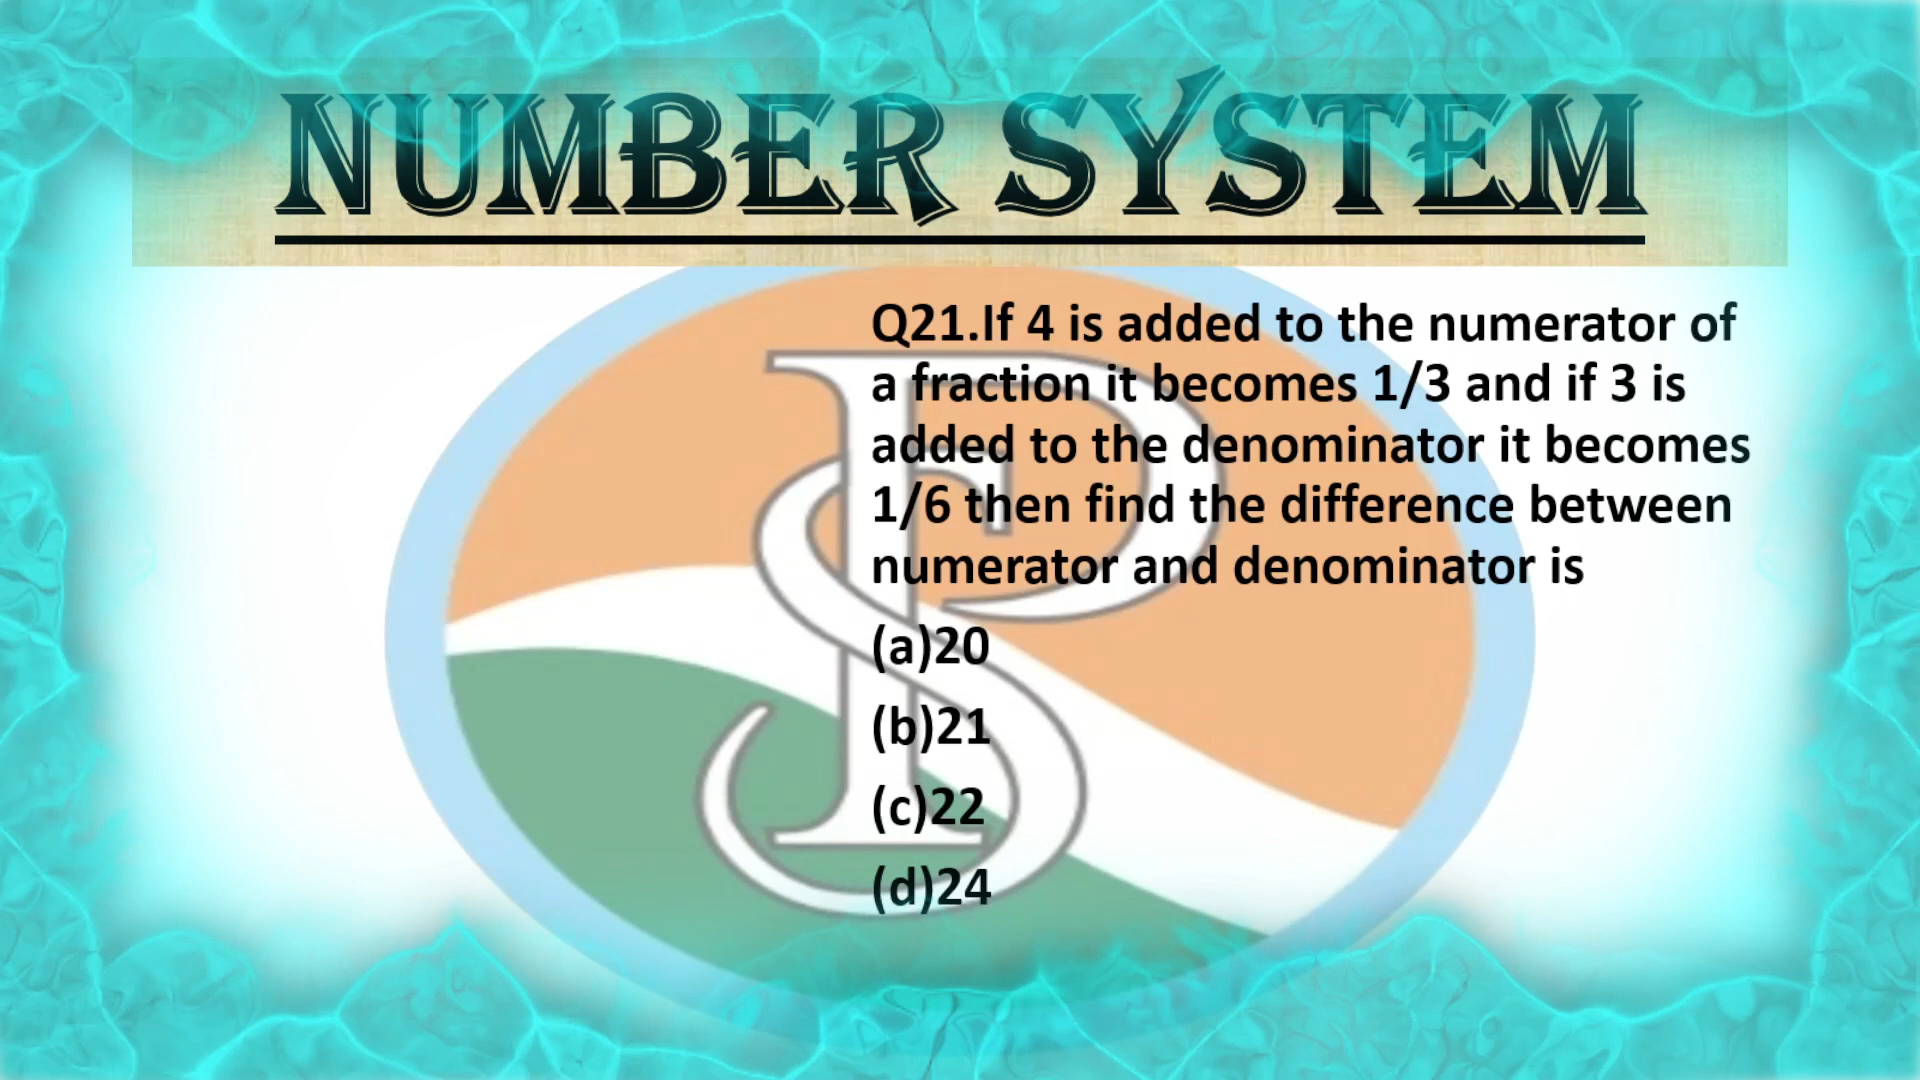 NUMBER SYSTEM
Q21.If 4 is added to the numerator of
a fraction it becomes 1/3 and if 3 is
added to the denominator it becomes
1/6 then find the difference between
numerator and denominator is
(a)20
(b)21
(c)22
(d)24